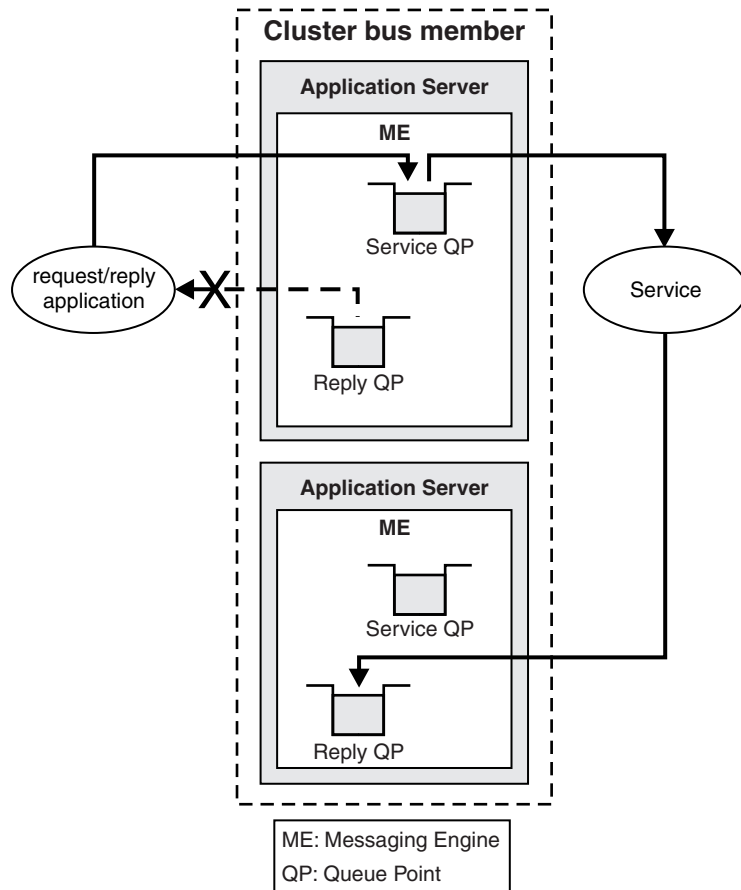 Cluster bus member
Application Server
ME
Service QP
request/reply
application
Service
Reply QP
Application Server
ME
Service QP
Reply QP
ME: Messaging Engine
QP: Queue Point